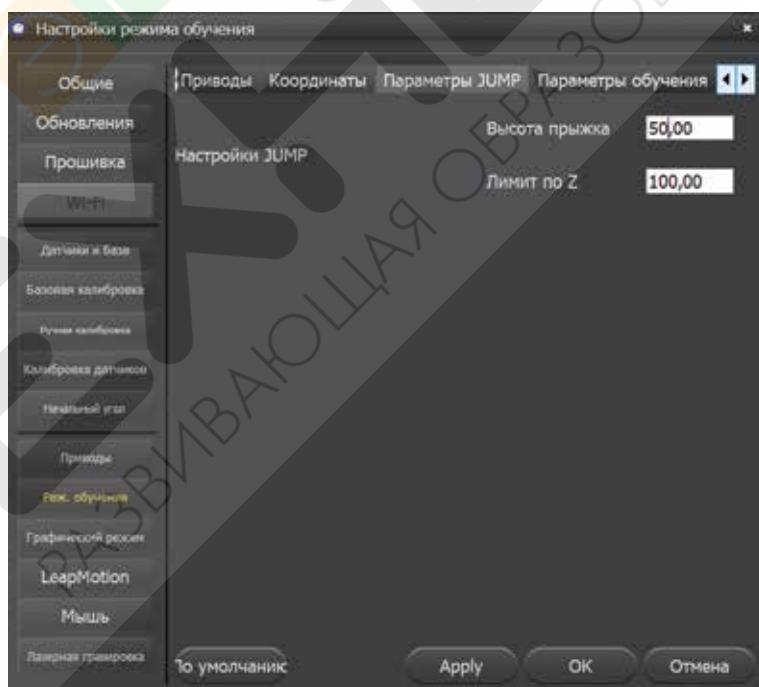 Настройки режима обучения
Общие
Обновления
Прошивка
Wi-Fi
Датчики и база
Базовая калибровка
Ручная калибровка
Калибровка датчиков
Начальный угол
Приводы
Реж. обучения
Графический режим
LeapMotion
Мышь
Лазерная гравировка
Приводы Координаты Параметры JUMP Параметры обучения
Настройки JUMP
Высота прыжка 50,00
Лимит по Z 100,00
По умолчанию Apply OK Отмена
РАЗВИВАЮЩАЯ ОБРАЗОВ